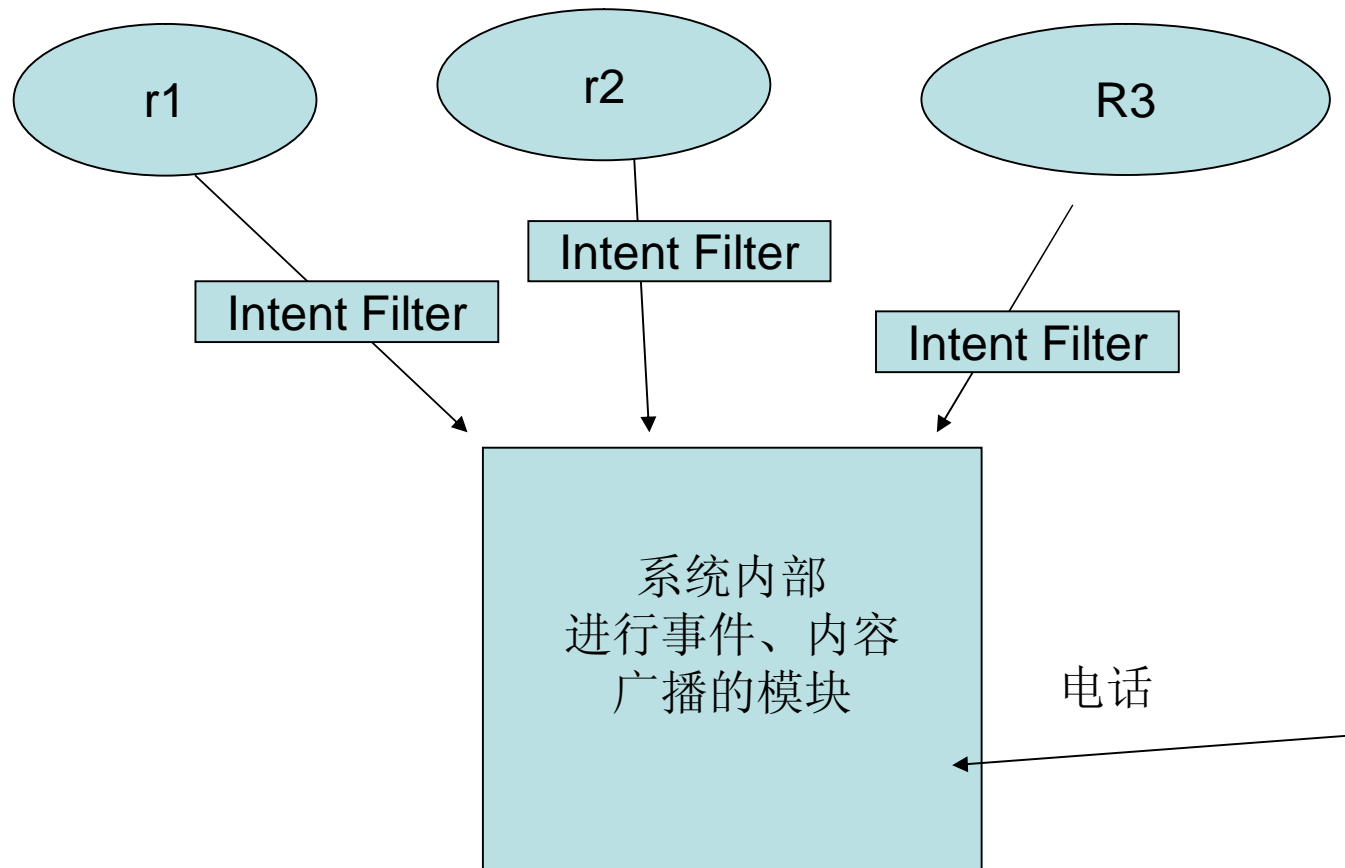 r1
r2
R3
Intent Filter
Intent Filter
Intent Filter
系统内部
进行事件、内容
广播的模块
电话